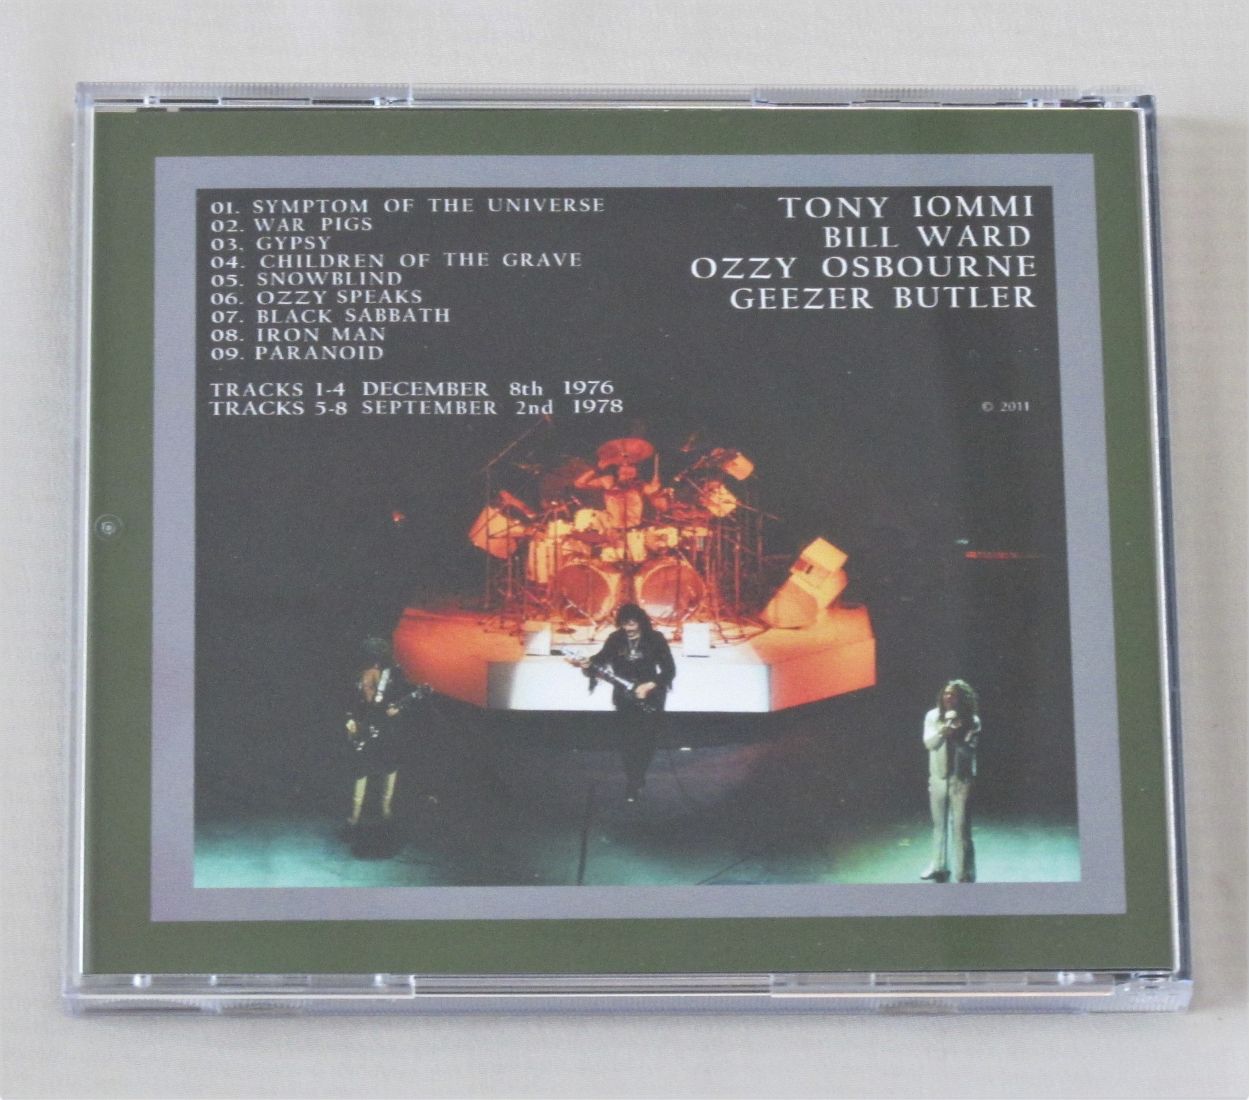 01. SYMPTOM OF THE UNIVERSE
02. WAR PIGS
03. GYPSY
04. CHILDREN OF THE GRAVE
05. SNOWBLIND
06. OZZY SPEAKS
07. BLACK SABBATH
08. IRON MAN
09. PARANOID
TRACKS 1-4 DECEMBER 8th 1976
TRACKS 5-8 SEPTEMBER 2nd 1978
TONY IOMMI
BILL WARD
OZZY OSBOURNE
GEEZER BUTLER
© 2011